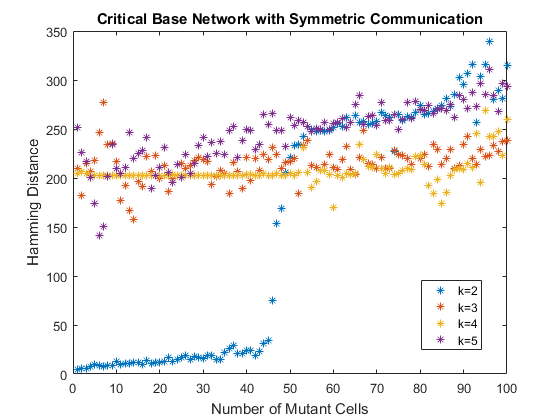 Critical Base Network with Symmetric Communication
Hamming Distance
350
300
250
200
150
100
50
0
0 10 20 30 40 50 60 70 80 90 100
Number of Mutant Cells
k=2
k=3
k=4
k=5